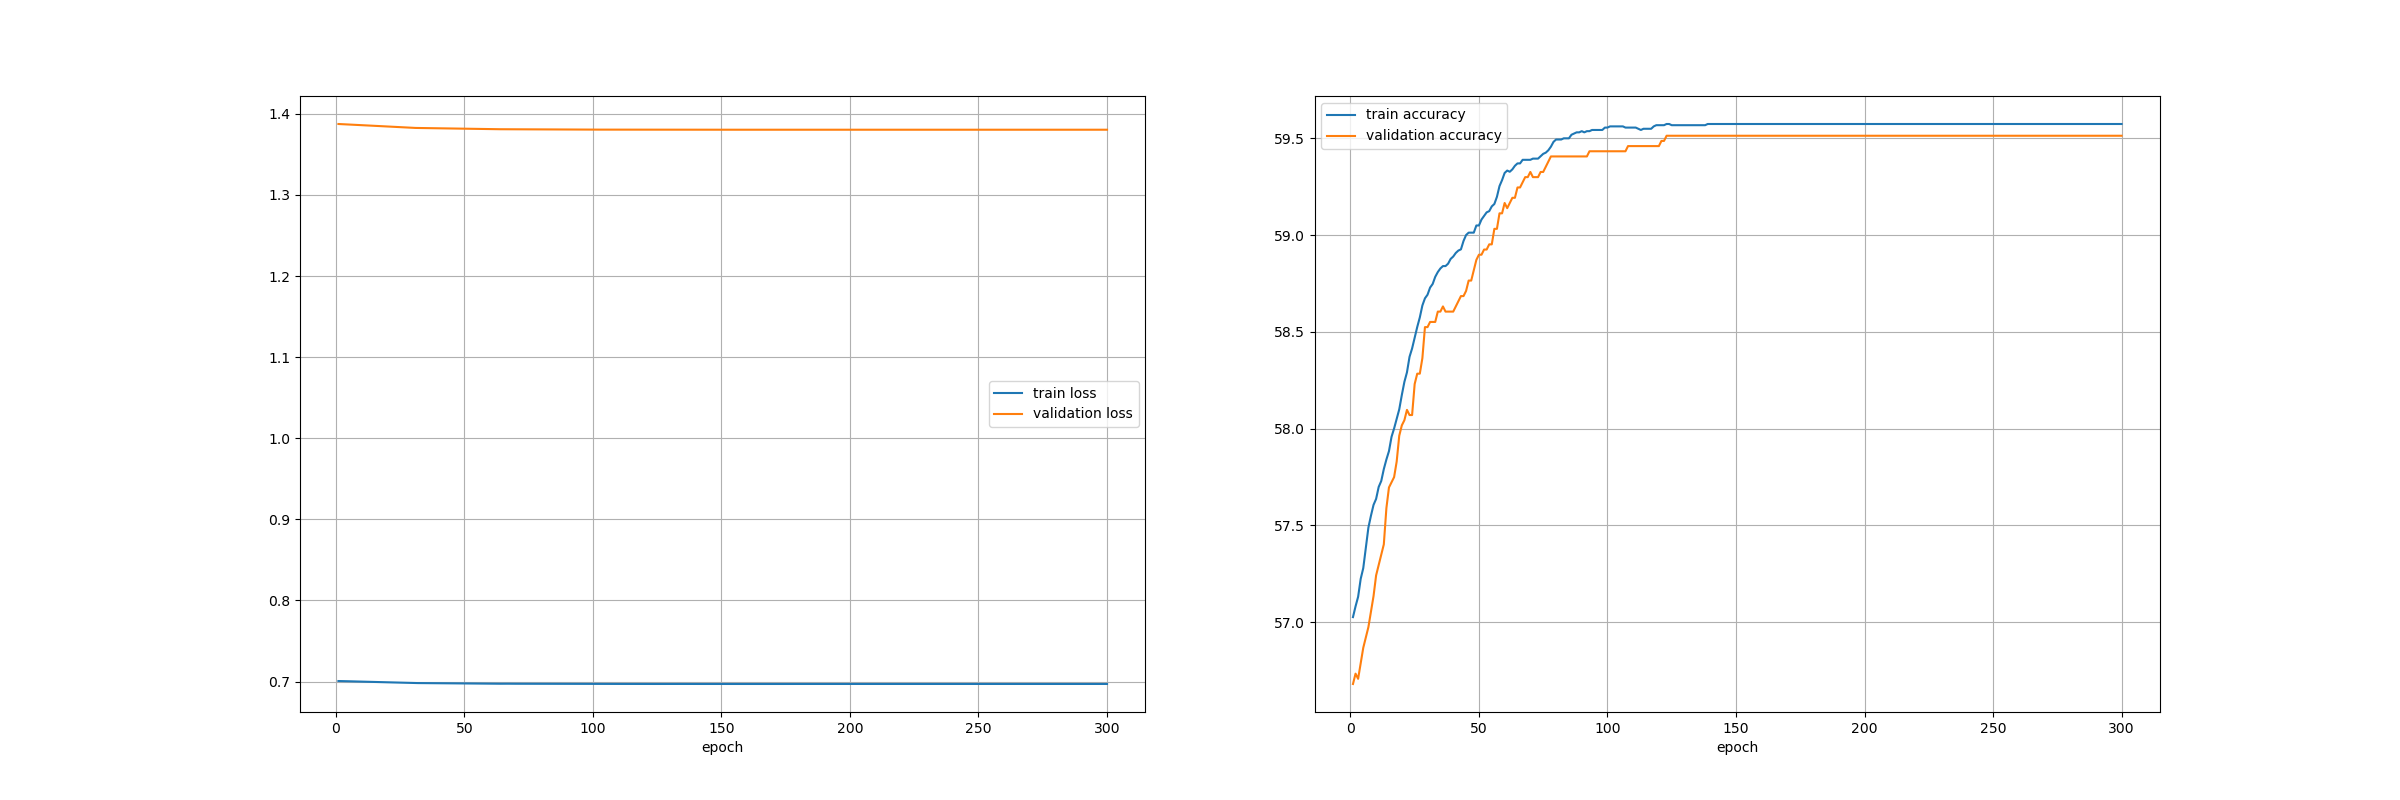 1.4
1.3
1.2
1.1
1.0
0.9
0.8
0.7
train loss
validation loss
0 50 100 150 200 250 300
epoch
train accuracy
validation accuracy
59.5
59.0
58.5
58.0
57.5
57.0
0 50 100 150 200 250 300
epoch